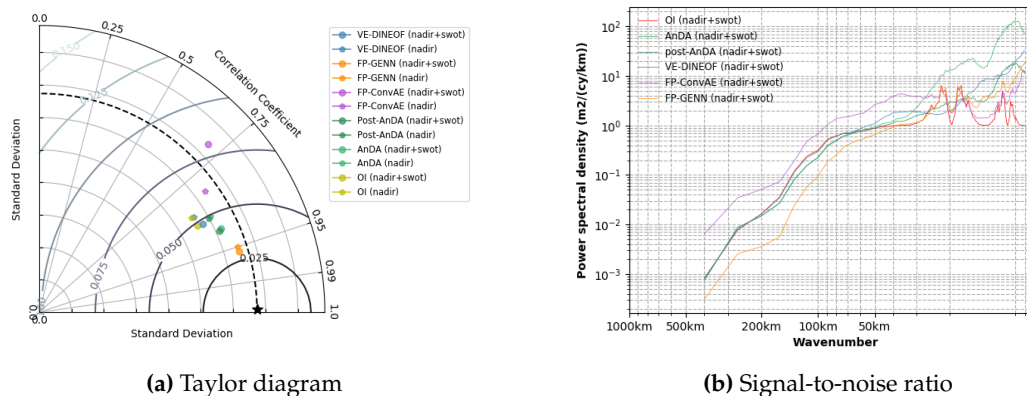 0.0
0.25
0.5
0.75
0.95
0.99
1.0
Correlation Coefficient
Standard Deviation
Standard Deviation
0.0
0.0
0.150
0.075
0.050
0.025
VE-DINEOF (nadir+swot)
VE-DINEOF (nadir)
FP-GENN (nadir+swot)
FP-GENN (nadir)
FP-ConvAE (nadir+swot)
FP-ConvAE (nadir)
Post-AnDA (nadir+swot)
Post-AnDA (nadir)
AnDA (nadir+swot)
AnDA (nadir)
OI (nadir+swot)
OI (nadir)
(a) Taylor diagram
Power spectral density (m2/(cy/km))
10²
10¹
10⁰
10⁻¹
10⁻²
10⁻³
OI (nadir+swot)
AnDA (nadir+swot)
post-AnDA (nadir+swot)
VE-DINEOF (nadir+swot)
FP-ConvAE (nadir+swot)
FP-GENN (nadir+swot)
1000km
500km
200km
100km
50km
Wavenumber
(b) Signal-to-noise ratio